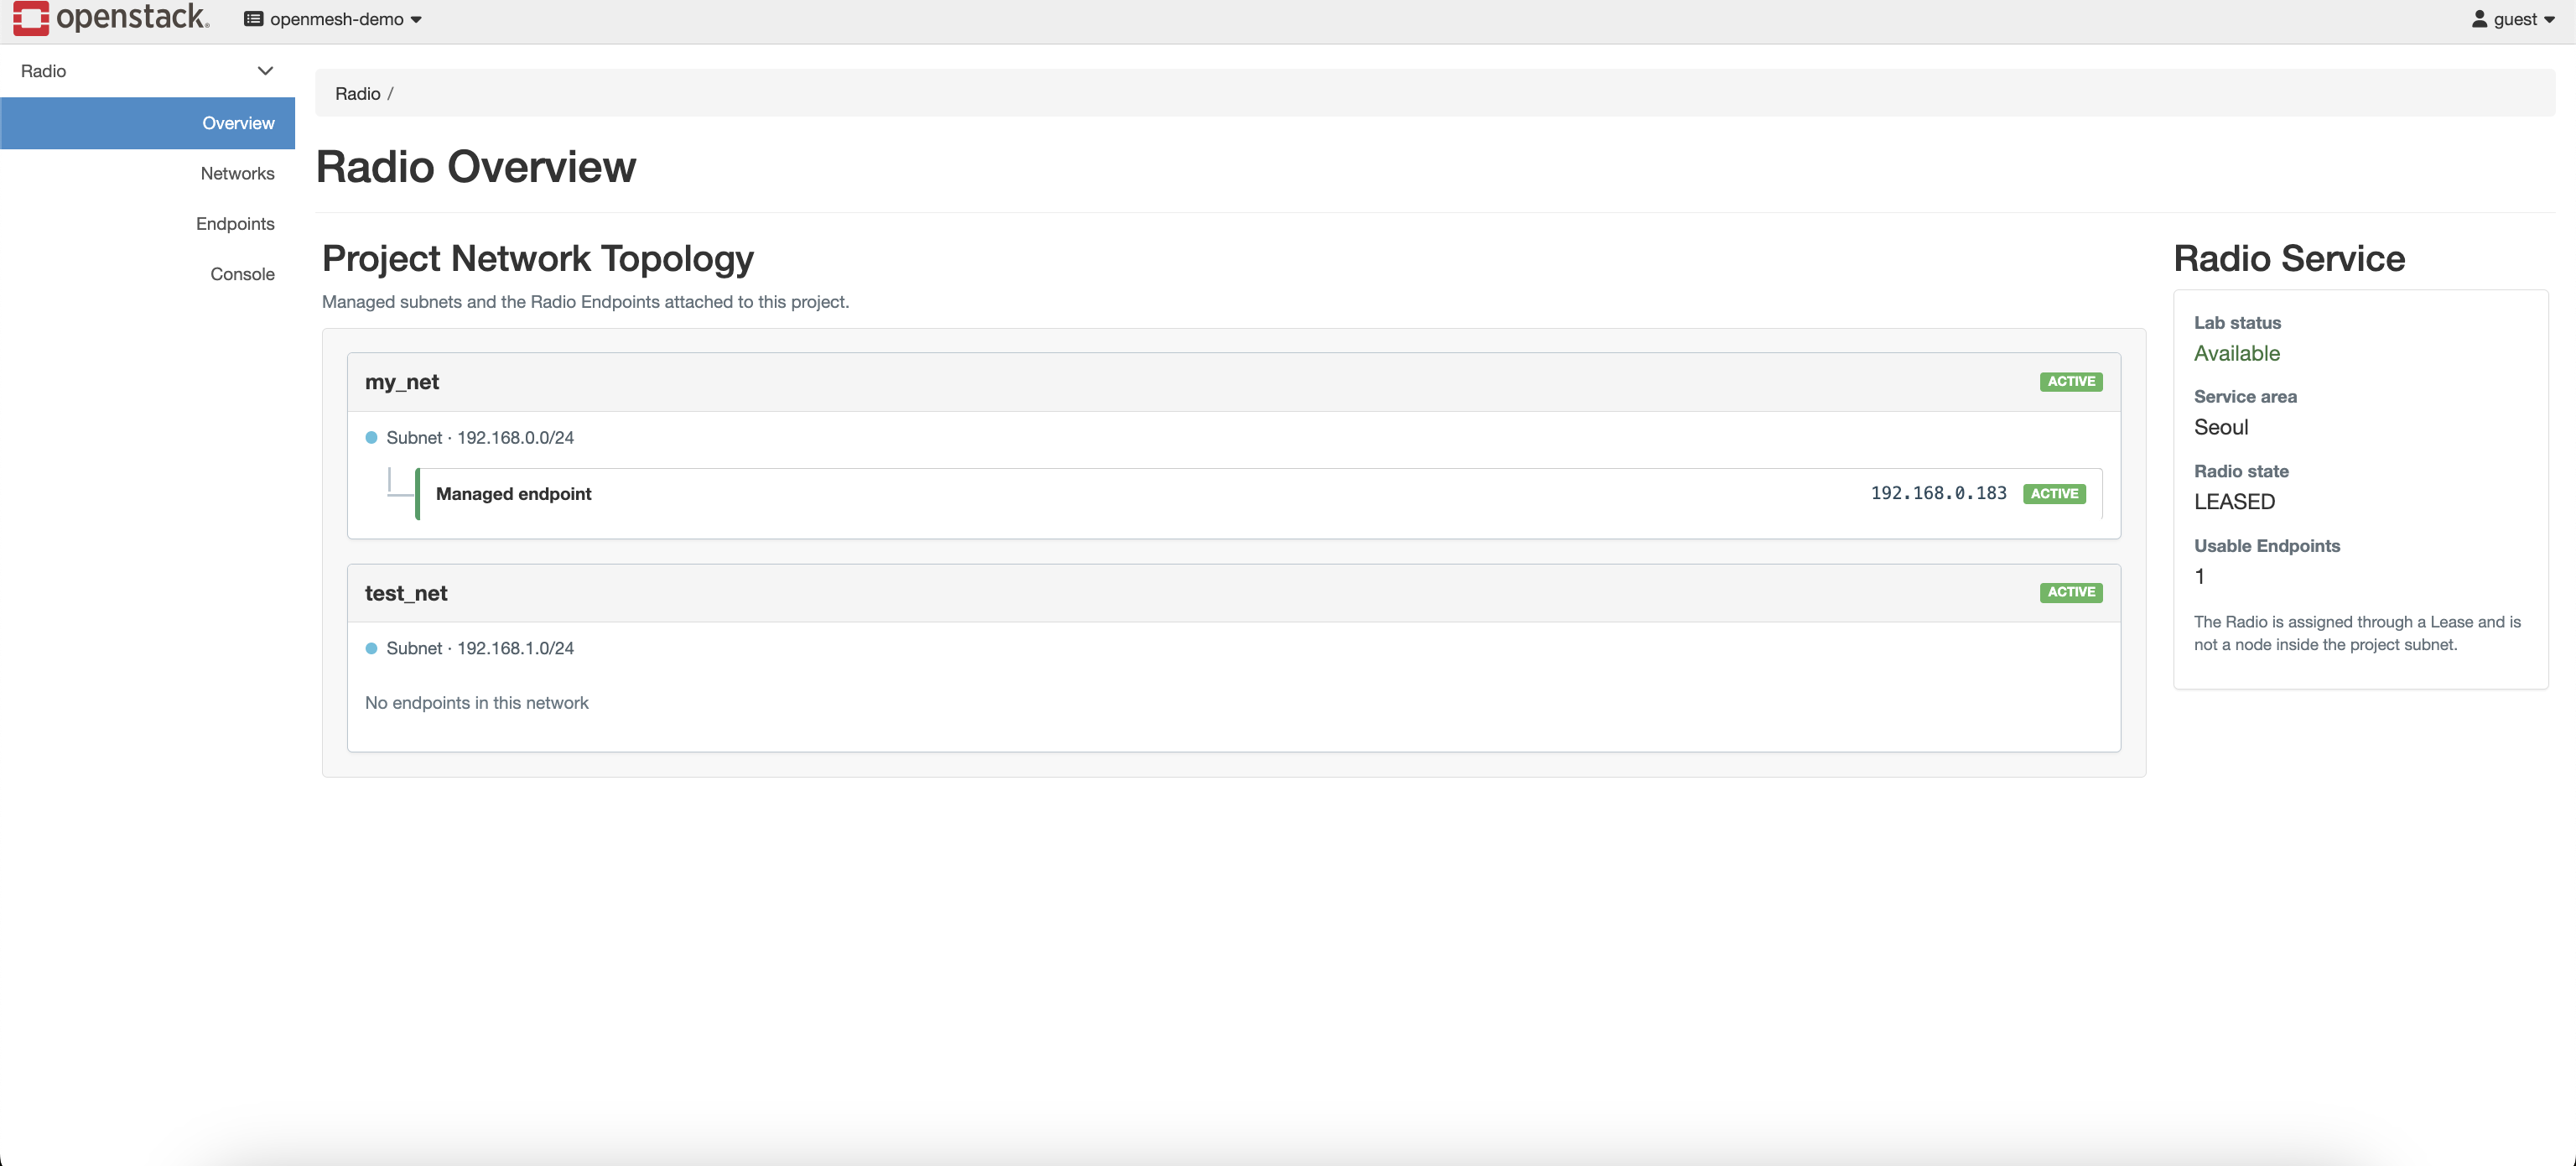 openstack.
openmesh-demo
guest
Radio
Overview
Networks
Endpoints
Console
Radio /
Radio Overview
Project Network Topology
Managed subnets and the Radio Endpoints attached to this project.
my_net
ACTIVE
Subnet · 192.168.0.0/24
Managed endpoint
192.168.0.183
ACTIVE
test_net
ACTIVE
Subnet · 192.168.1.0/24
No endpoints in this network
Radio Service
Lab status
Available
Service area
Seoul
Radio state
LEASED
Usable Endpoints
1
The Radio is assigned through a Lease and is
not a node inside the project subnet.